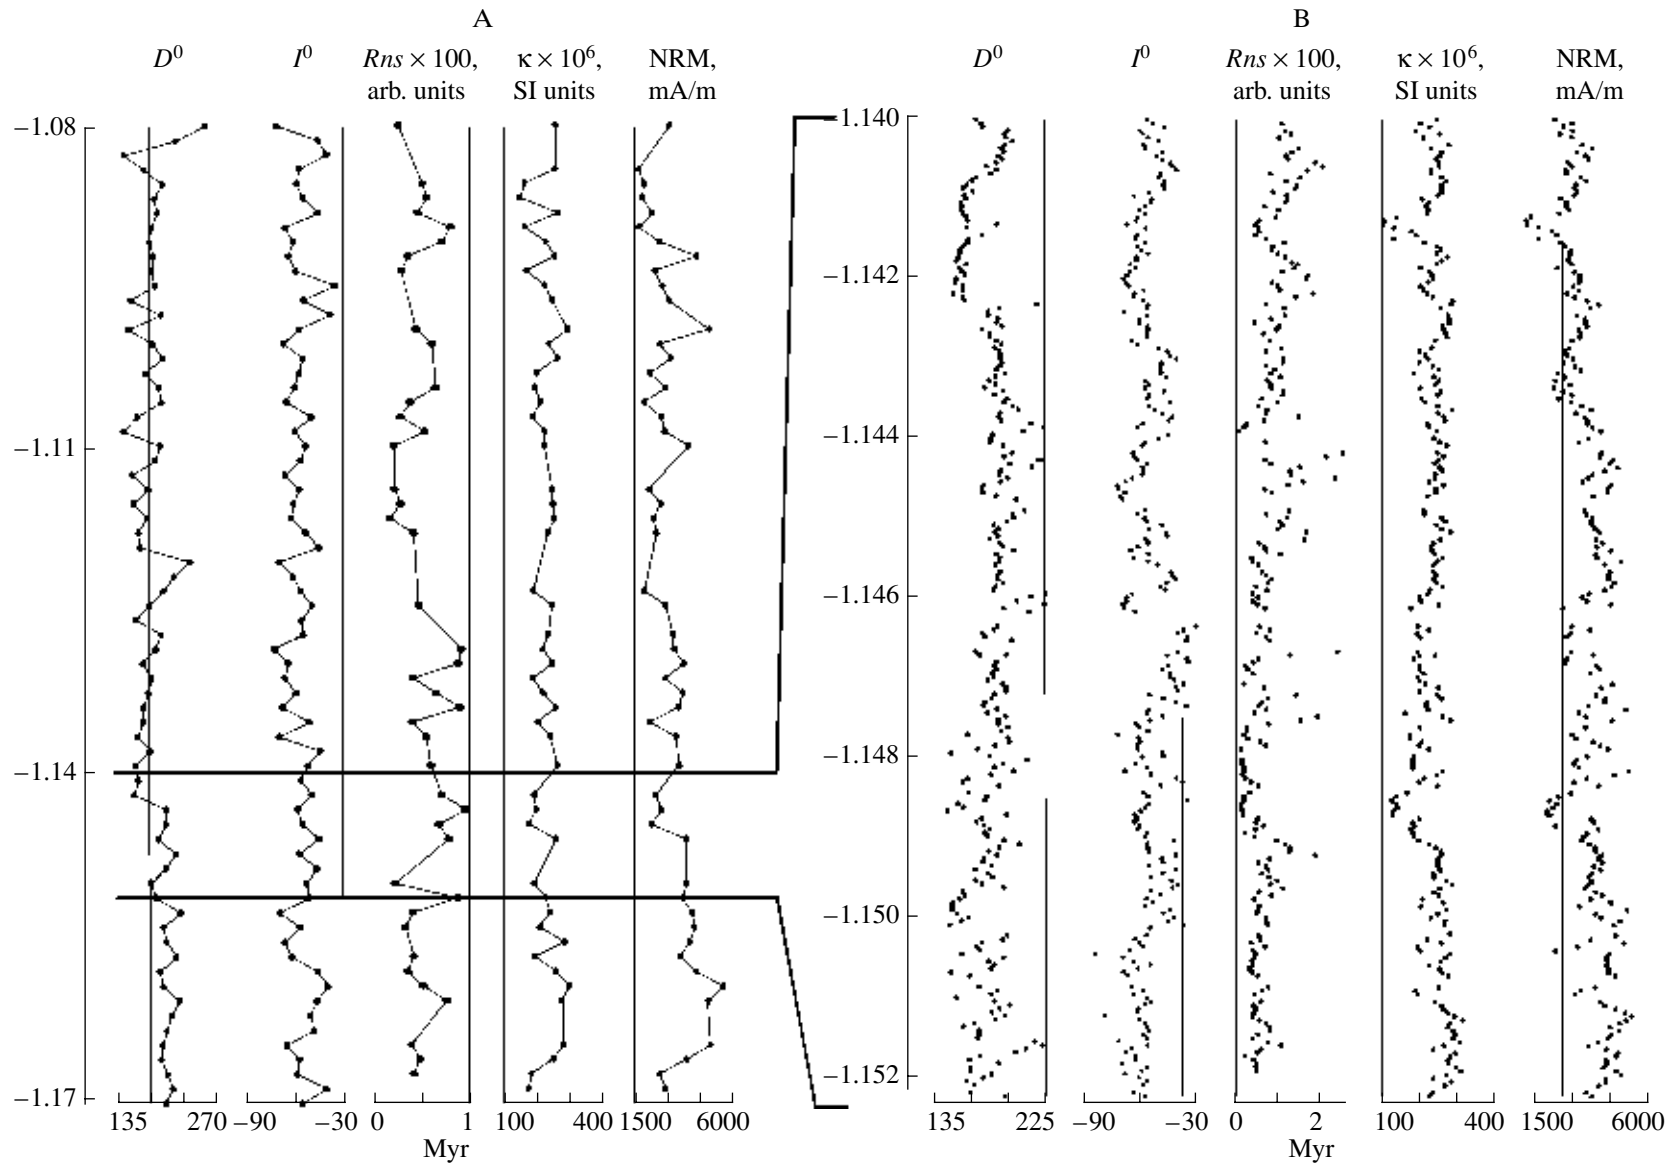 A
B
D⁰
I⁰
Rns × 100,
arb. units
κ × 10⁶,
SI units
NRM,
mA/m
D⁰
I⁰
Rns × 100,
arb. units
κ × 10⁶,
SI units
NRM,
mA/m
−1.08
−1.11
−1.14
−1.17
−1.140
−1.142
−1.144
−1.146
−1.148
−1.150
−1.152
135 270 −90 −30 0 1 100 400 1500 6000
Myr
135 225 −90 −30 0 2 100 400 1500 6000
Myr